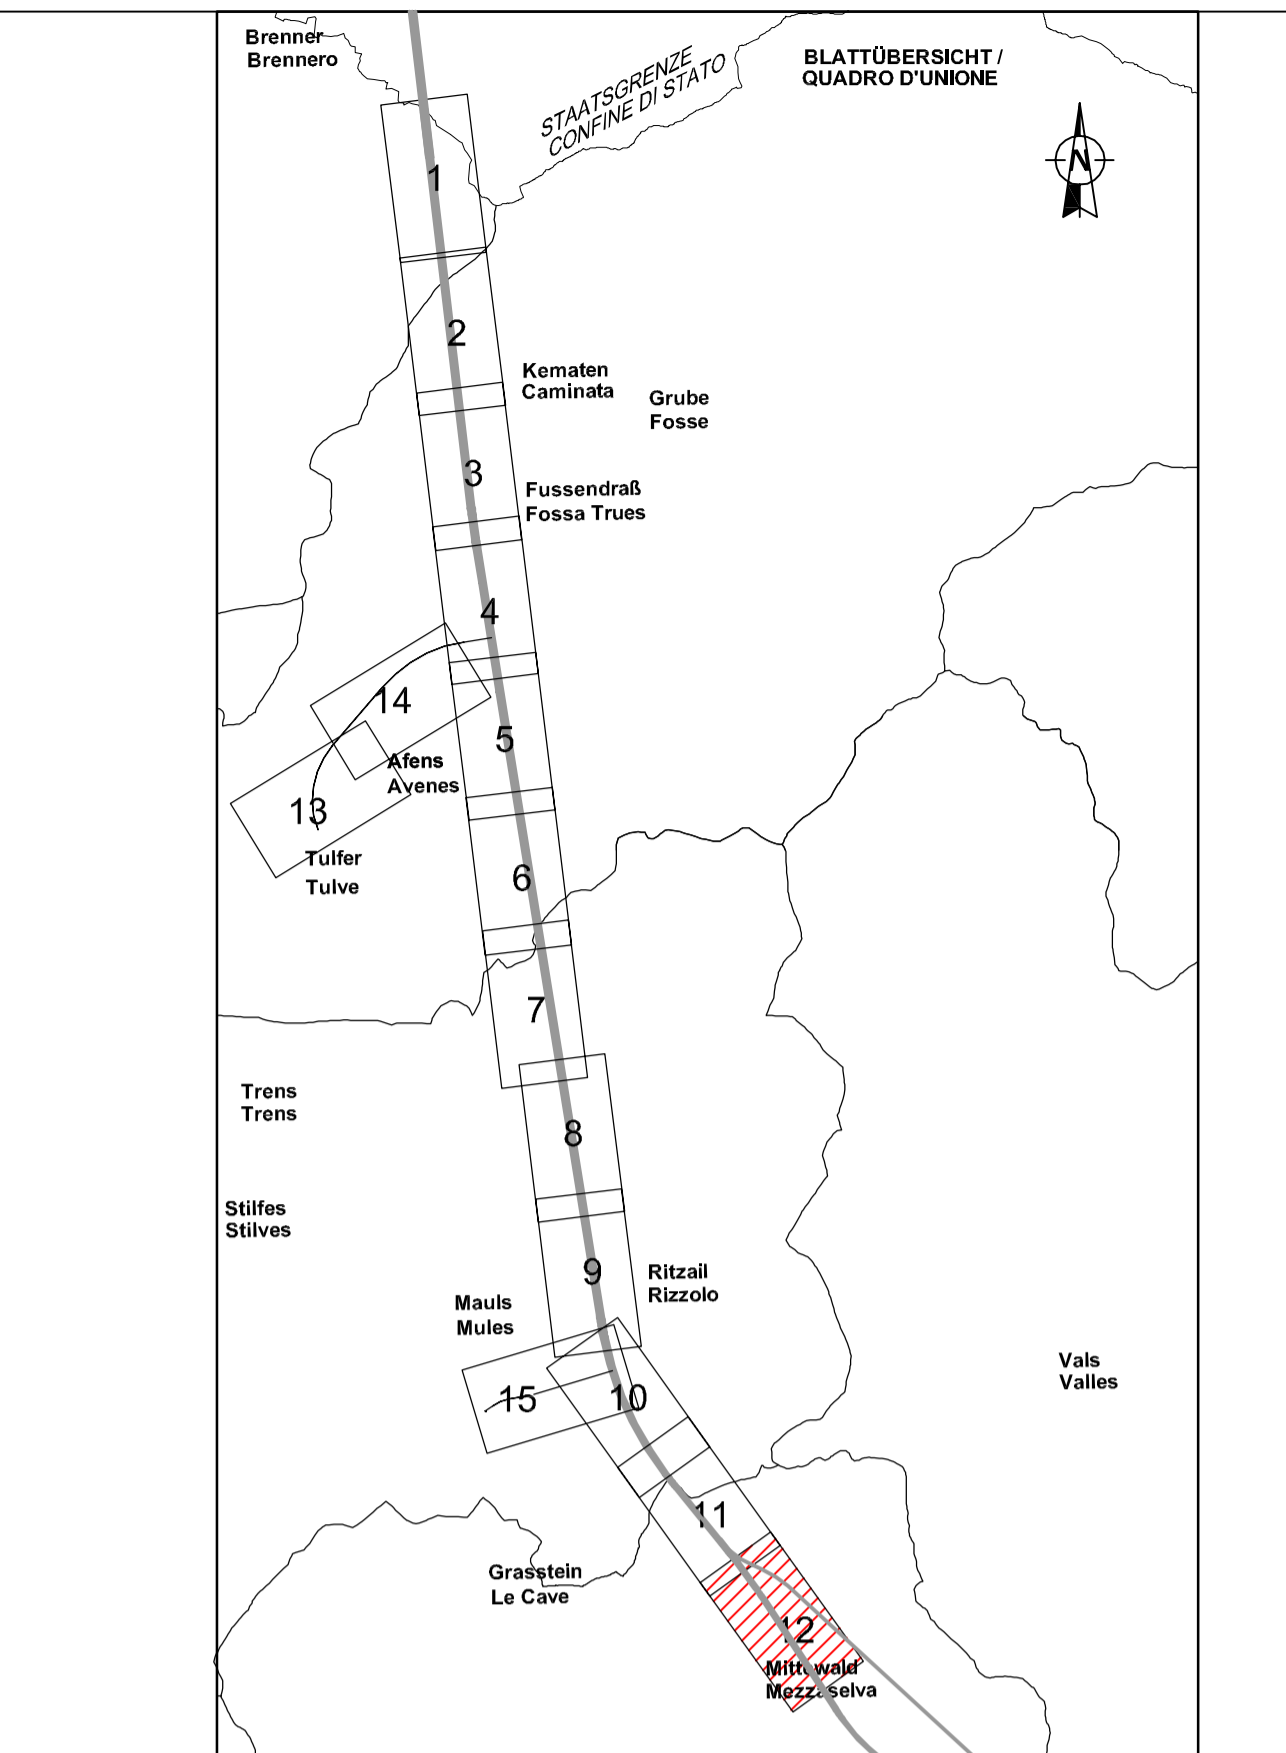 Brenner
Brennero
STAATSGRENZE
CONFINE DI STATO
BLATTÜBERSICHT /
QUADRO D'UNIONE
N
1
2
Kematen
Caminata
Grube
Fosse
3
Fussendraß
Fossa Trues
4
14
5
Afens
Avenes
13
Tulfer
Tulve
6
7
Trens
Trens
8
Stilfes
Stilves
9
Ritzail
Rizzolo
Mauls
Mules
15
10
Vals
Valles
11
Grasstein
Le Cave
12
Mittewald
Mezzaselva